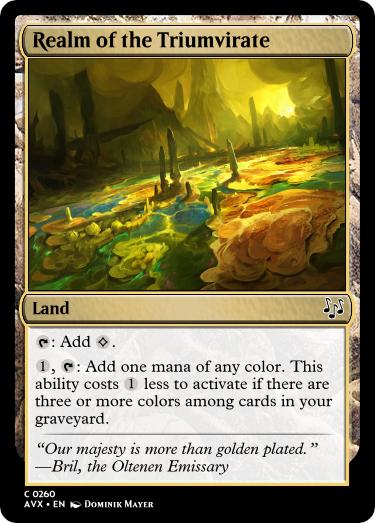 Realm of the Triumvirate
Land
: Add .
1, : Add one mana of any color. This
ability costs 1 less to activate if there are
three or more colors among cards in your
graveyard.
“Our majesty is more than golden plated.”
—Bril, the Oltenen Emissary
C 0260
AVX • EN Dominik Mayer